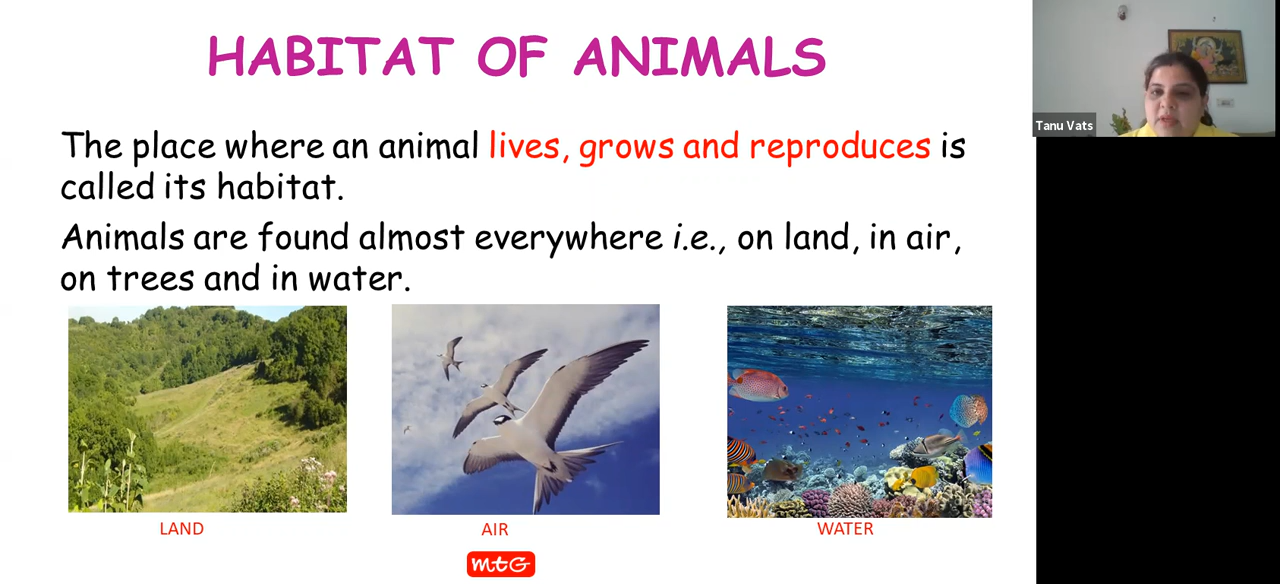 HABITAT OF ANIMALS
The place where an animal lives, grows and reproduces is
called its habitat.
Animals are found almost everywhere i.e., on land, in air,
on trees and in water.
LAND
AIR
WATER
mtG
Tanu Vats